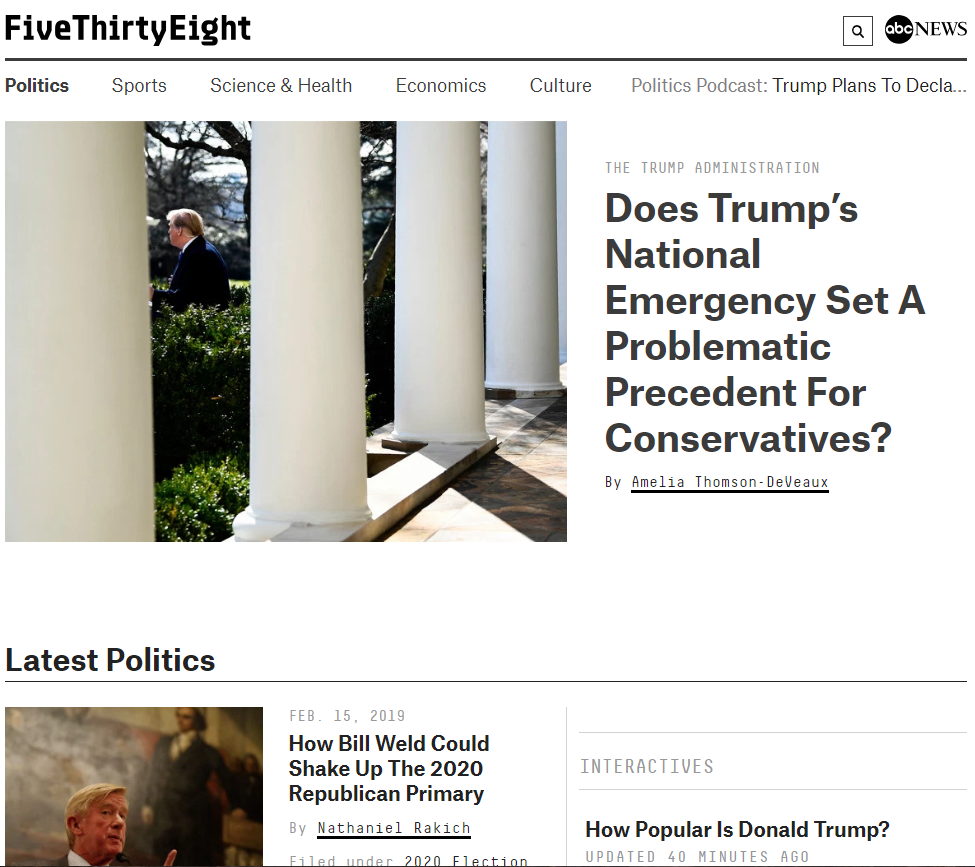 FiveThirtyEight
abc NEWS
Politics Sports Science & Health Economics Culture Politics Podcast: Trump Plans To Decla...
THE TRUMP ADMINISTRATION
Does Trump’s
National
Emergency Set A
Problematic
Precedent For
Conservatives?
By Amelia Thomson-DeVeaux
Latest Politics
FEB. 15, 2019
How Bill Weld Could
Shake Up The 2020
Republican Primary
By Nathaniel Rakich
Filed under 2020 Election
INTERACTIVES
How Popular Is Donald Trump?
UPDATED 40 MINUTES AGO